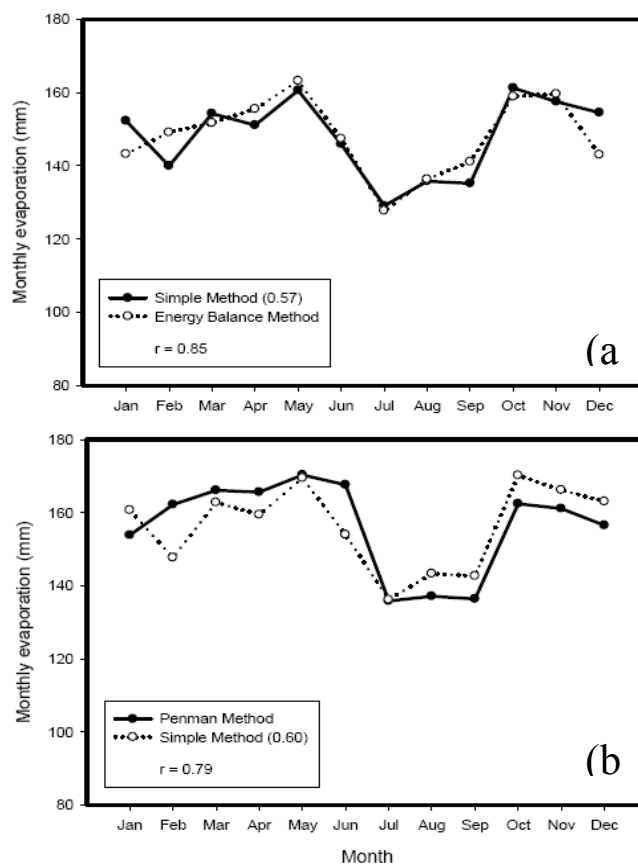 180
160
140
120
100
80
Monthly evaporation (mm)
Simple Method (0.57)
Energy Balance Method
r = 0.85
(a
Jan Feb Mar Apr May Jun Jul Aug Sep Oct Nov Dec
180
160
140
120
100
80
Monthly evaporation (mm)
Penman Method
Simple Method (0.60)
r = 0.79
(b)
Jan Feb Mar Apr May Jun Jul Aug Sep Oct Nov Dec
Month